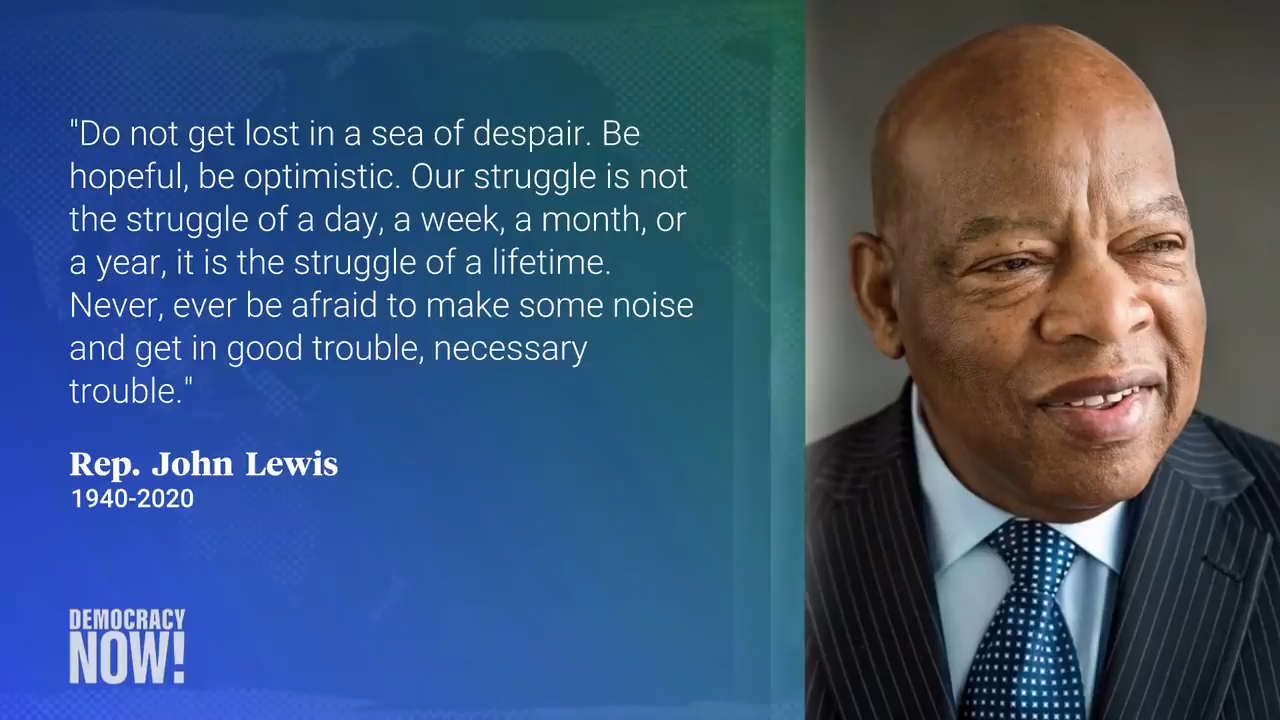 "Do not get lost in a sea of despair. Be
hopeful, be optimistic. Our struggle is not
the struggle of a day, a week, a month, or
a year, it is the struggle of a lifetime.
Never, ever be afraid to make some noise
and get in good trouble, necessary
trouble."
Rep. John Lewis
1940-2020
DEMOCRACY
NOW!